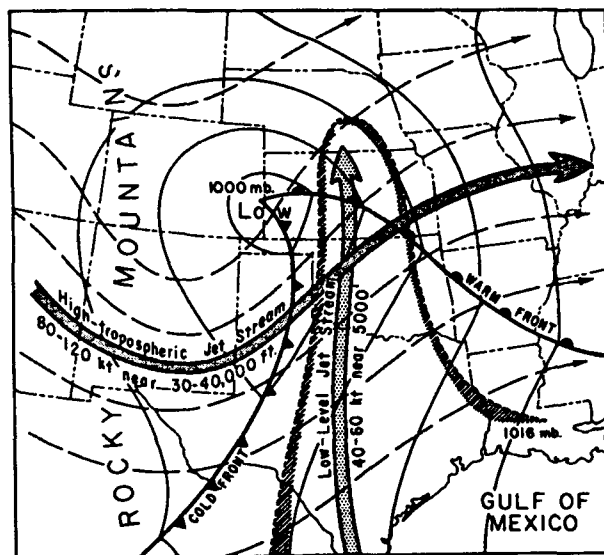 ROCKY MOUNTAINS
1000 mb.
Low
High-tropospheric Jet Stream
80-120 kt near 30-40,000 ft.
Low-Level Jet Stream
40-60 kt near 5000'
WARM FRONT
COLD FRONT
1016 mb.
GULF OF
MEXICO